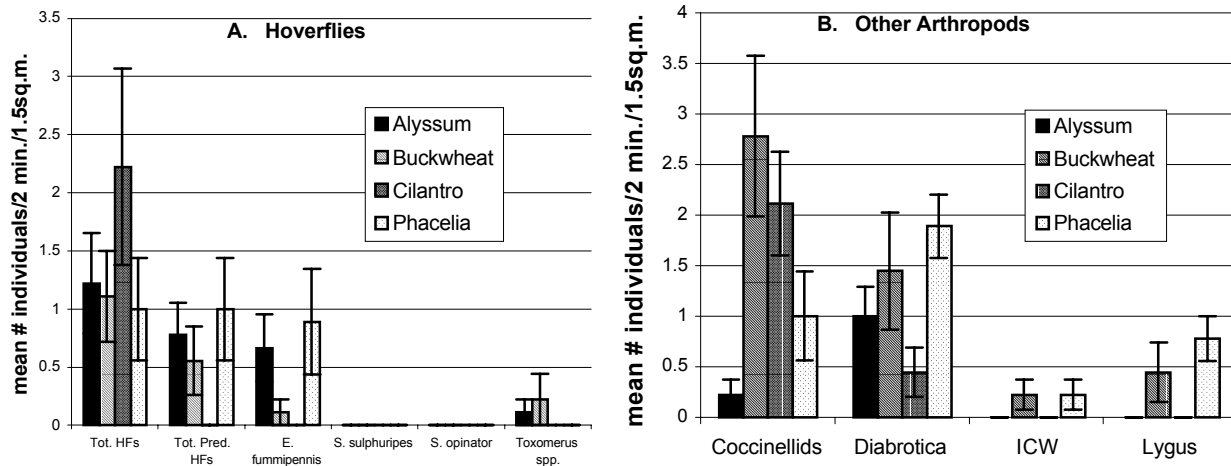 A. Hoverflies
mean # individuals/2 min./1.5sq.m.
3.5
3
2.5
2
1.5
1
0.5
0
Alyssum
Buckwheat
Cilantro
Phacelia
Tot. HFs
Tot. Pred.
HFs
E.
fummipennis
S. sulphuripes
S. opinator
Toxomerus
spp.
B. Other Arthropods
mean # individuals/2 min./1.5sq.m.
4
3.5
3
2.5
2
1.5
1
0.5
0
Alyssum
Buckwheat
Cilantro
Phacelia
Coccinellids
Diabrotica
ICW
Lygus